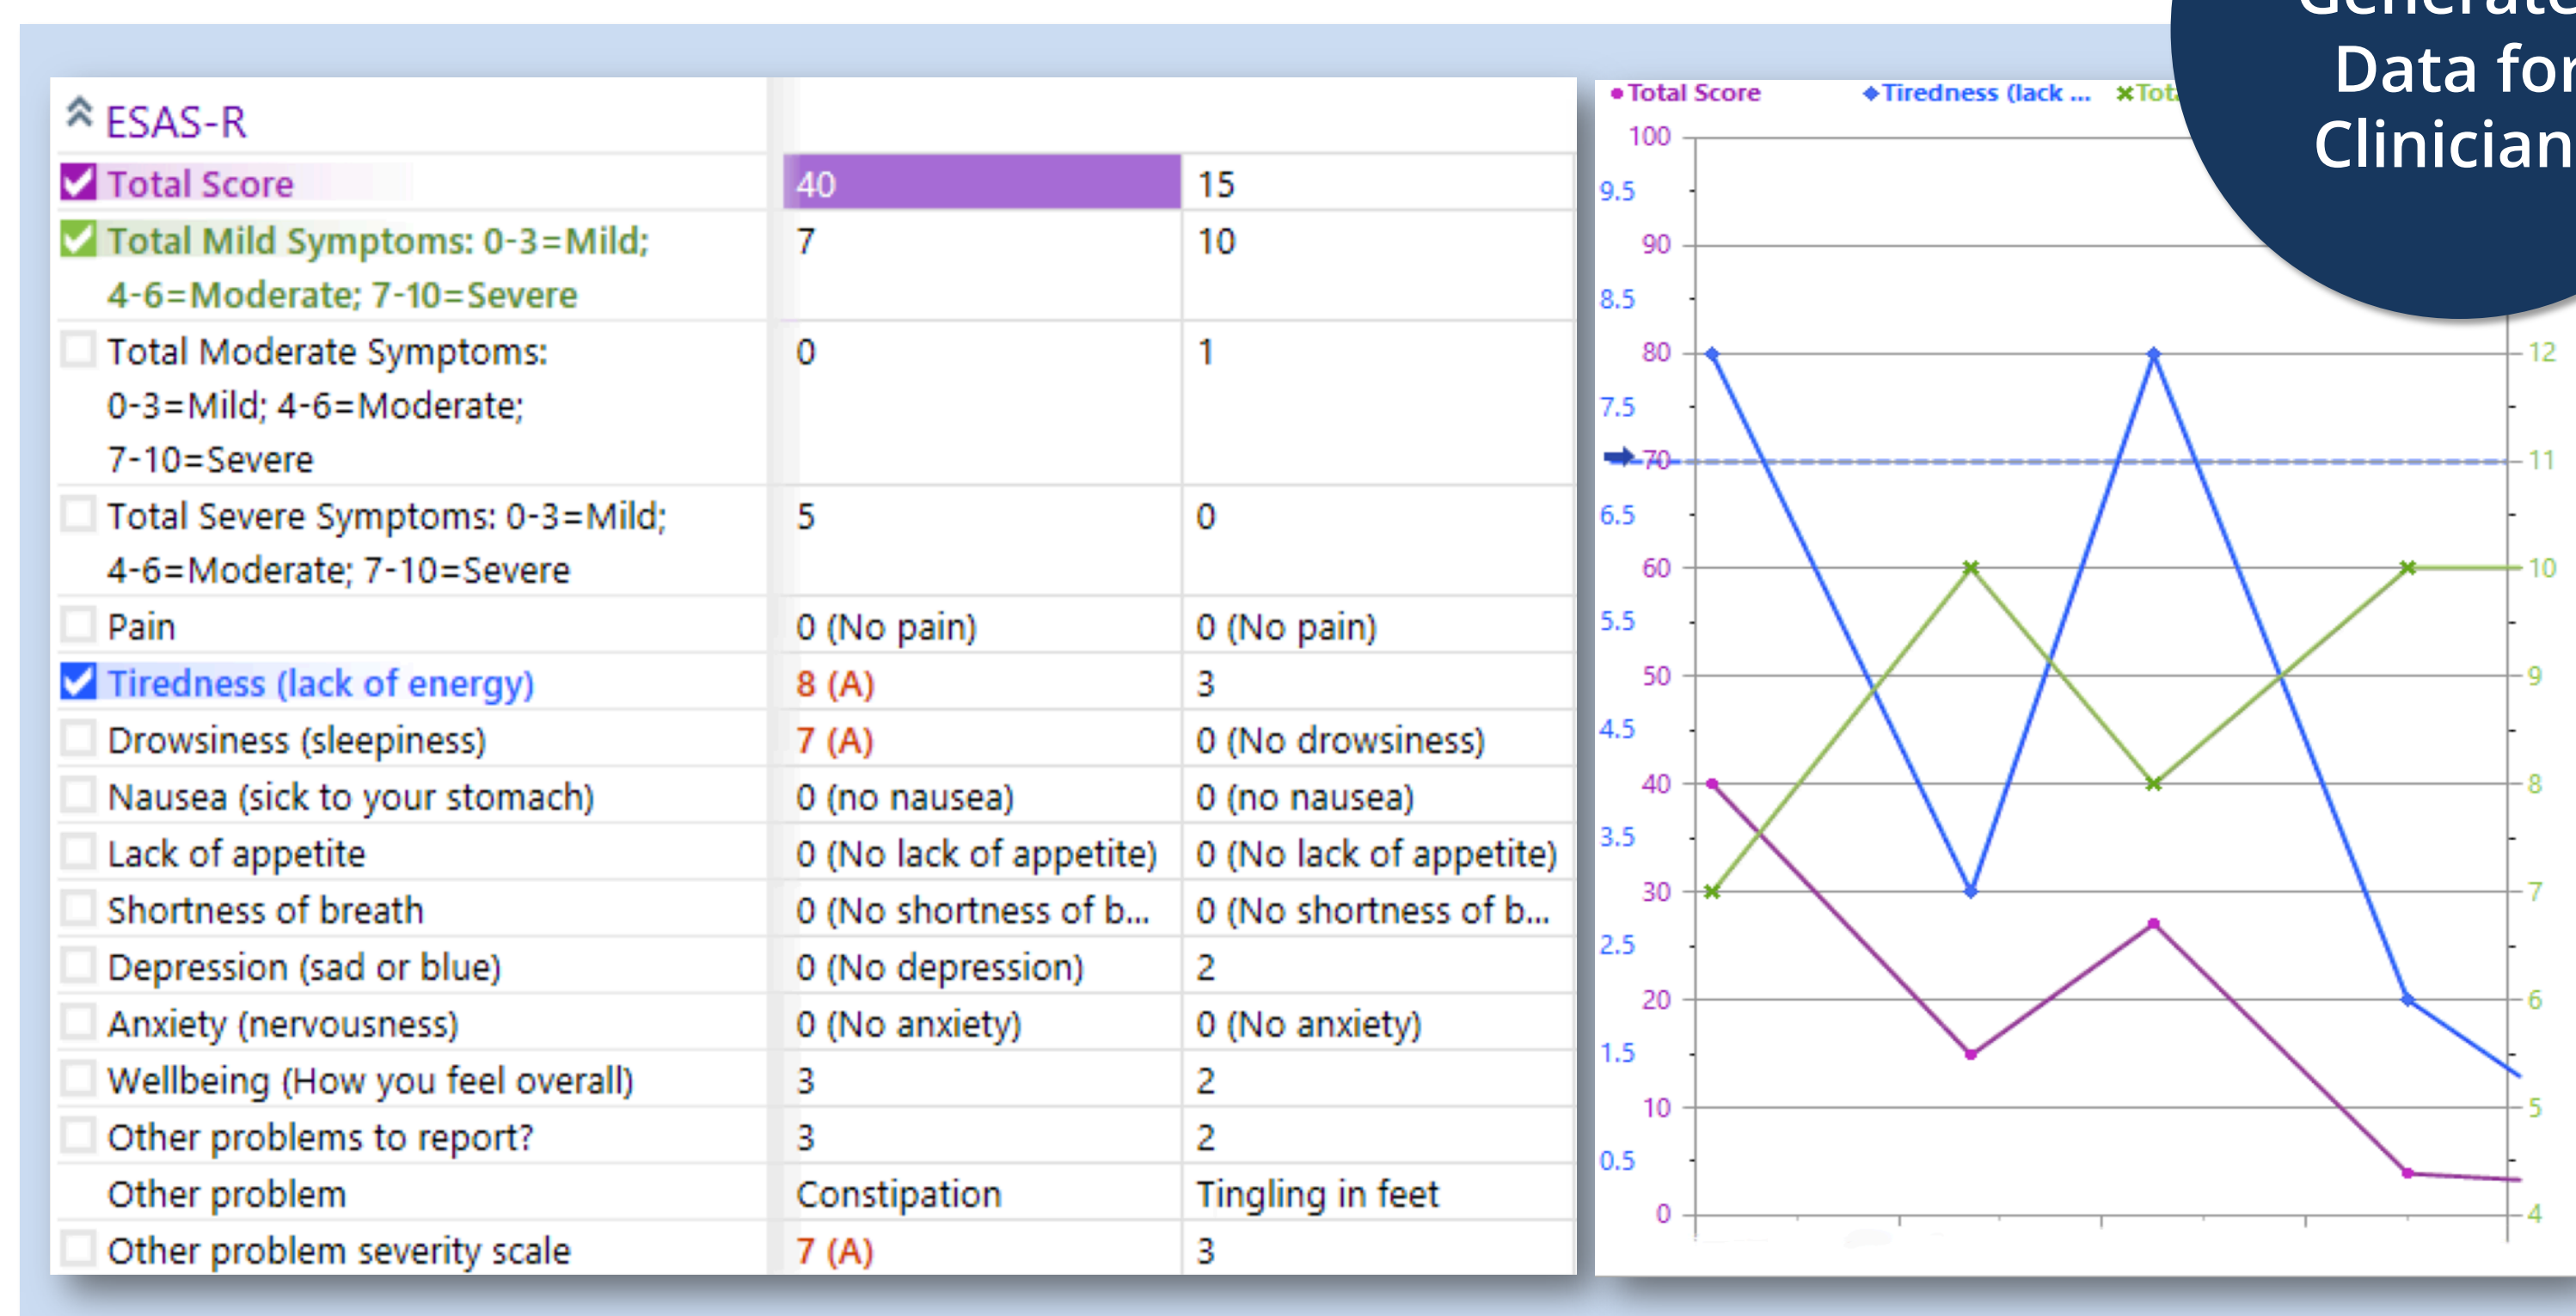 Data for
Clinician
ESAS-R
Total Score 40 15
Total Mild Symptoms: 0-3=Mild; 7 10
4-6=Moderate; 7-10=Severe
Total Moderate Symptoms: 0 1
0-3=Mild; 4-6=Moderate;
7-10=Severe
Total Severe Symptoms: 0-3=Mild; 5 0
4-6=Moderate; 7-10=Severe
Pain 0 (No pain) 0 (No pain)
Tiredness (lack of energy) 8 (A) 3
Drowsiness (sleepiness) 7 (A) 0 (No drowsiness)
Nausea (sick to your stomach) 0 (no nausea) 0 (no nausea)
Lack of appetite 0 (No lack of appetite) 0 (No lack of appetite)
Shortness of breath 0 (No shortness of b... 0 (No shortness of b...
Depression (sad or blue) 0 (No depression) 2
Anxiety (nervousness) 0 (No anxiety) 0 (No anxiety)
Wellbeing (How you feel overall) 3 2
Other problems to report? 3 2
Other problem Constipation Tingling in feet
Other problem severity scale 7 (A) 3
Total Score Tiredness (lack ...
100
9.5
90
8.5
80 12
7.5
70 11
6.5
60 10
5.5
50 9
4.5
40 8
3.5
30 7
2.5
20 6
1.5
10 5
0.5
0 4